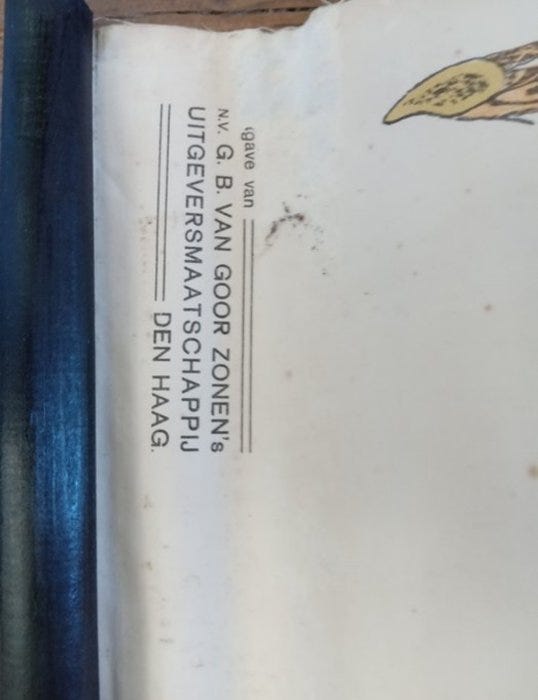 gave van
N.V. G. B. VAN GOOR ZONEN's
UITGEVERSMAATSCHAPPIJ
DEN HAAG.